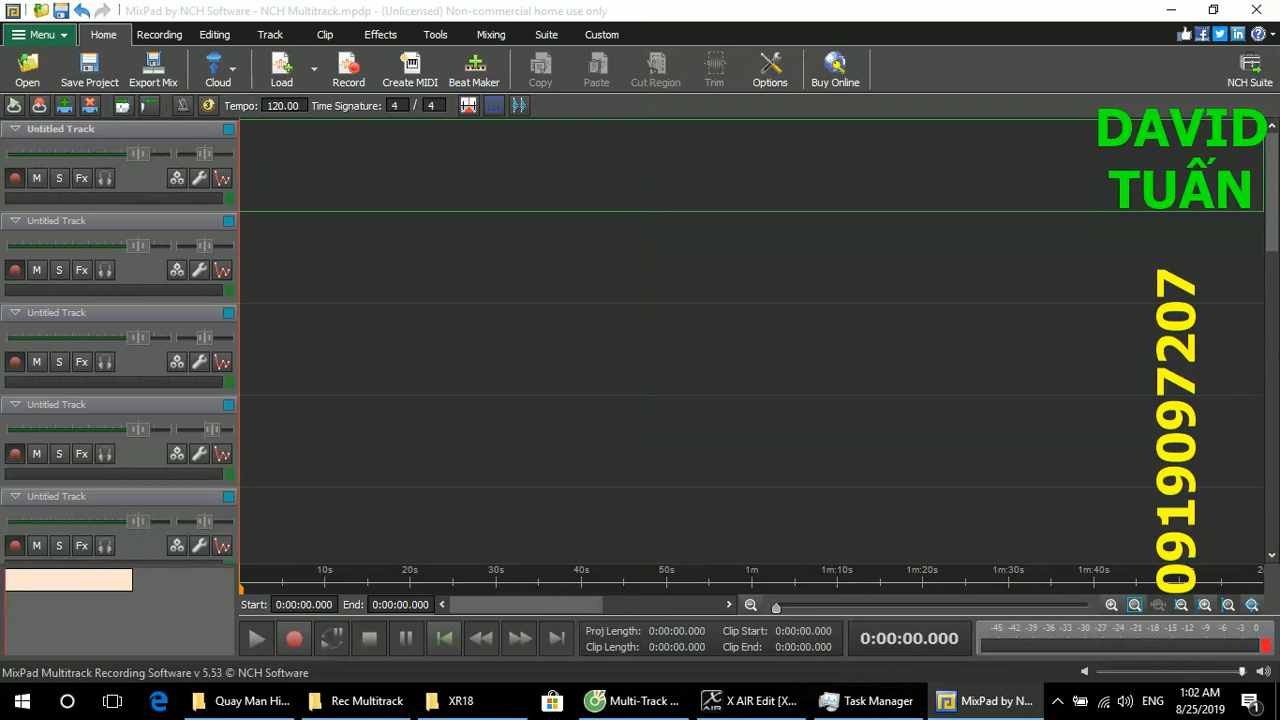 MixPad by NCH Software - NCH Multitrack.mpdp - (Unlicensed) Non-commercial home use only
Menu Home Recording Editing Track Clip Effects Tools Mixing Suite Custom
Open Save Project Export Mix Cloud Load Record Create MIDI Beat Maker Copy Paste Cut Region Trim Options Buy Online NCH Suite
Tempo: 120.00 Time Signature: 4 / 4
DAVID
TUẤN
Untitled Track
M S Fx
Untitled Track
M S Fx
Untitled Track
M S Fx
Untitled Track
M S Fx
Untitled Track
M S Fx
0919097207
10s 20s 30s 40s 50s 1m 1m:10s 1m:20s 1m:30s 1m:40s 2
Start: 0:00:00.000 End: 0:00:00.000
Proj Length: 0:00:00.000 Clip Start: 0:00:00.000
Clip Length: 0:00:00.000 Clip End: 0:00:00.000
0:00:00.000
-45 -42 -39 -36 -33 -30 -27 -24 -21 -18 -15 -12 -9 -6 -3 0
MixPad Multitrack Recording Software v 5.53 © NCH Software
Quay Man Hi... Rec Multitrack XR18 Multi-Track ... X AIR Edit [X... Task Manager MixPad by N... ENG
1:02 AM
8/25/2019
1